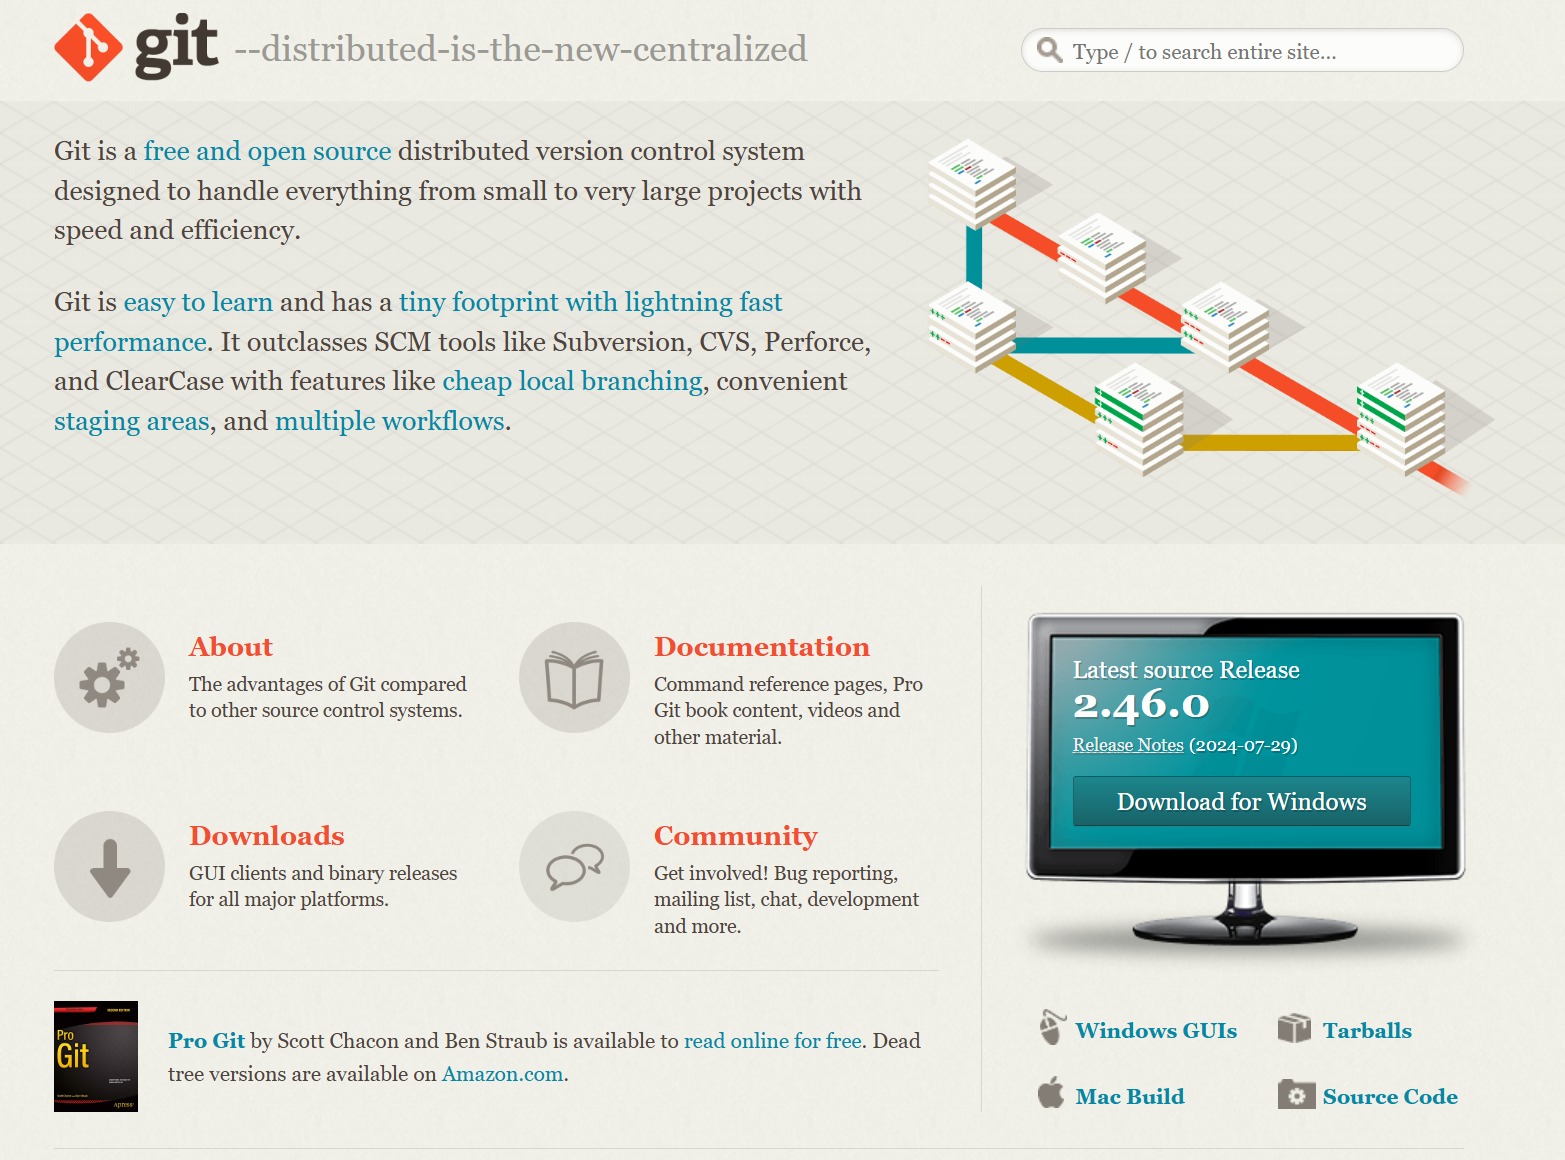 git --distributed-is-the-new-centralized
Type / to search entire site...
Git is a free and open source distributed version control system
designed to handle everything from small to very large projects with
speed and efficiency.
Git is easy to learn and has a tiny footprint with lightning fast
performance. It outclasses SCM tools like Subversion, CVS, Perforce,
and ClearCase with features like cheap local branching, convenient
staging areas, and multiple workflows.
About
The advantages of Git compared
to other source control systems.
Documentation
Command reference pages, Pro
Git book content, videos and
other material.
Downloads
GUI clients and binary releases
for all major platforms.
Community
Get involved! Bug reporting,
mailing list, chat, development
and more.
Pro
Git
Apress
Pro Git by Scott Chacon and Ben Straub is available to read online for free. Dead
tree versions are available on Amazon.com.
Latest source Release
2.46.0
Release Notes (2024-07-29)
Download for Windows
Windows GUIs
Tarballs
Mac Build
Source Code